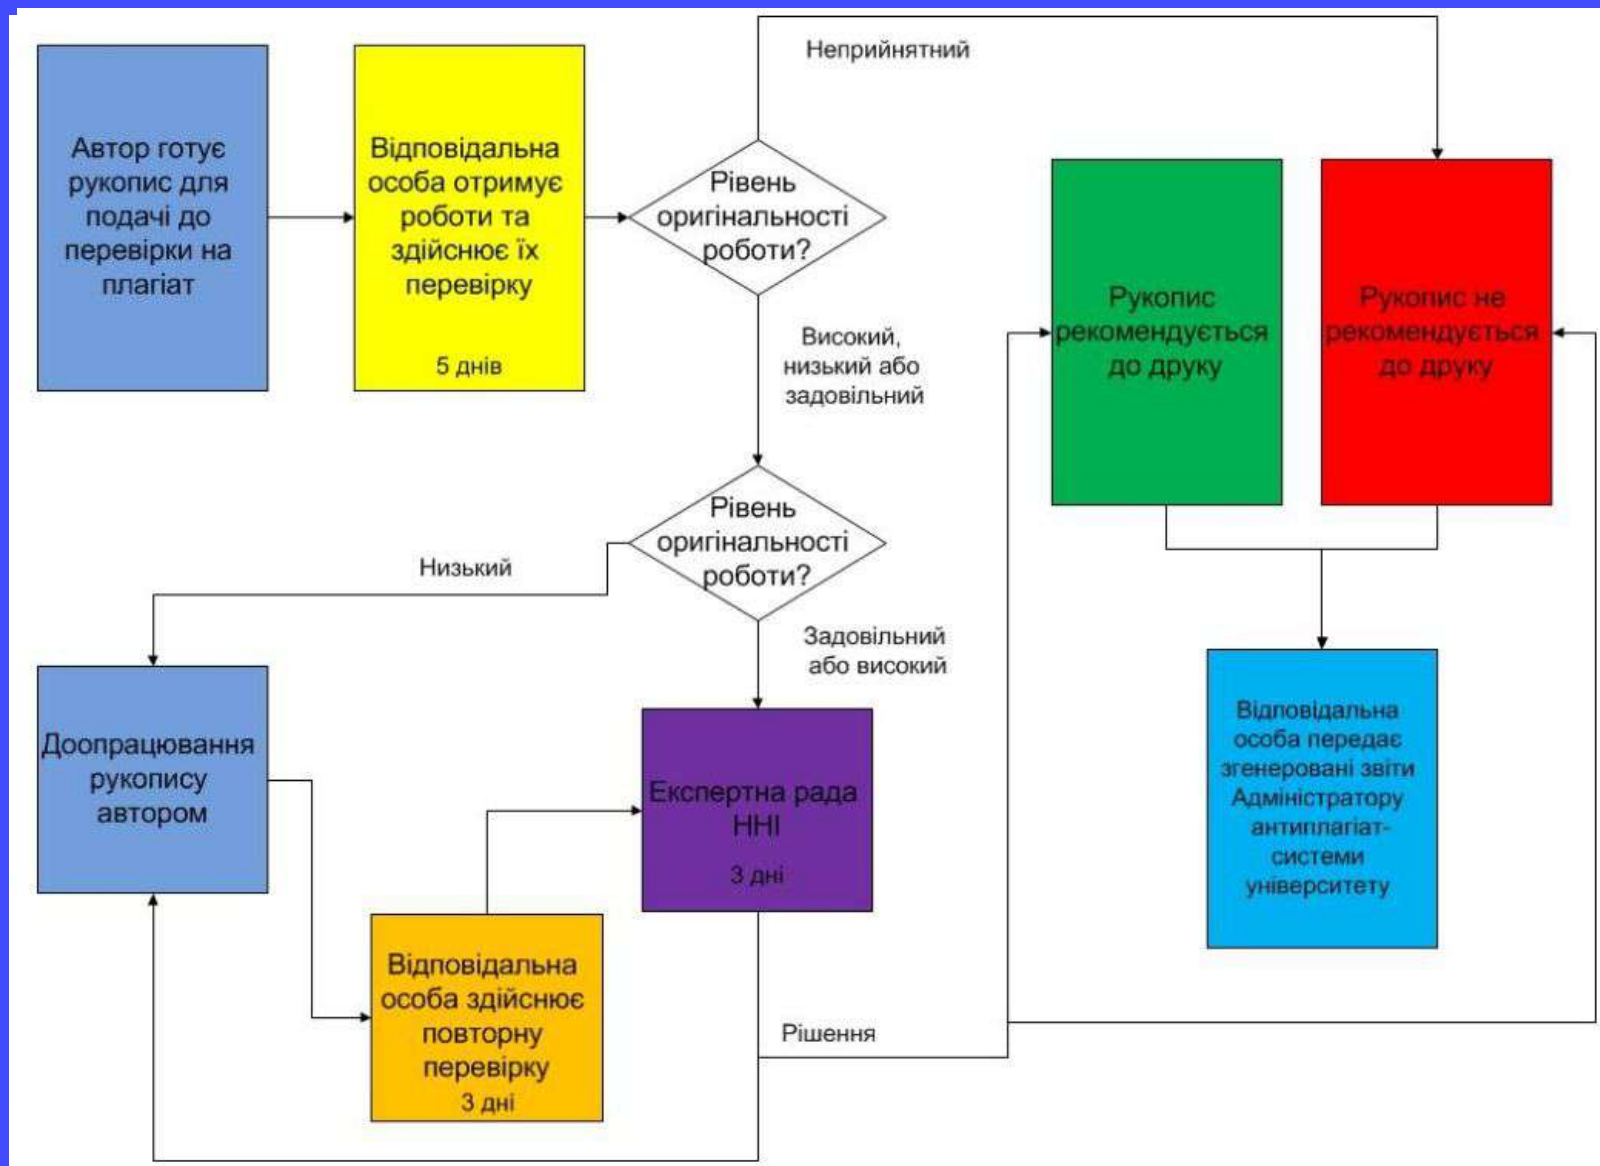 Неприйнятний
Автор готує
рукопис для
подачі до
перевірки на
плагіат
Відповідальна
особа отримує
роботи та
здійснює їх
перевірку
5 днів
Рівень
оригінальності
роботи?
Рукопис
рекомендується
до друку
Рукопис не
рекомендується
до друку
Високий,
низький або
задовільний
Рівень
оригінальності
роботи?
Низький
Задовільний
або високий
Доопрацювання
рукопису
автором
Експертна рада
ННІ
3 дні
Відповідальна
особа передає
згенеровані звіти
Адміністратору
антиплагіат-
системи
університету
Відповідальна
особа здійснює
повторну
перевірку
3 дні
Рішення